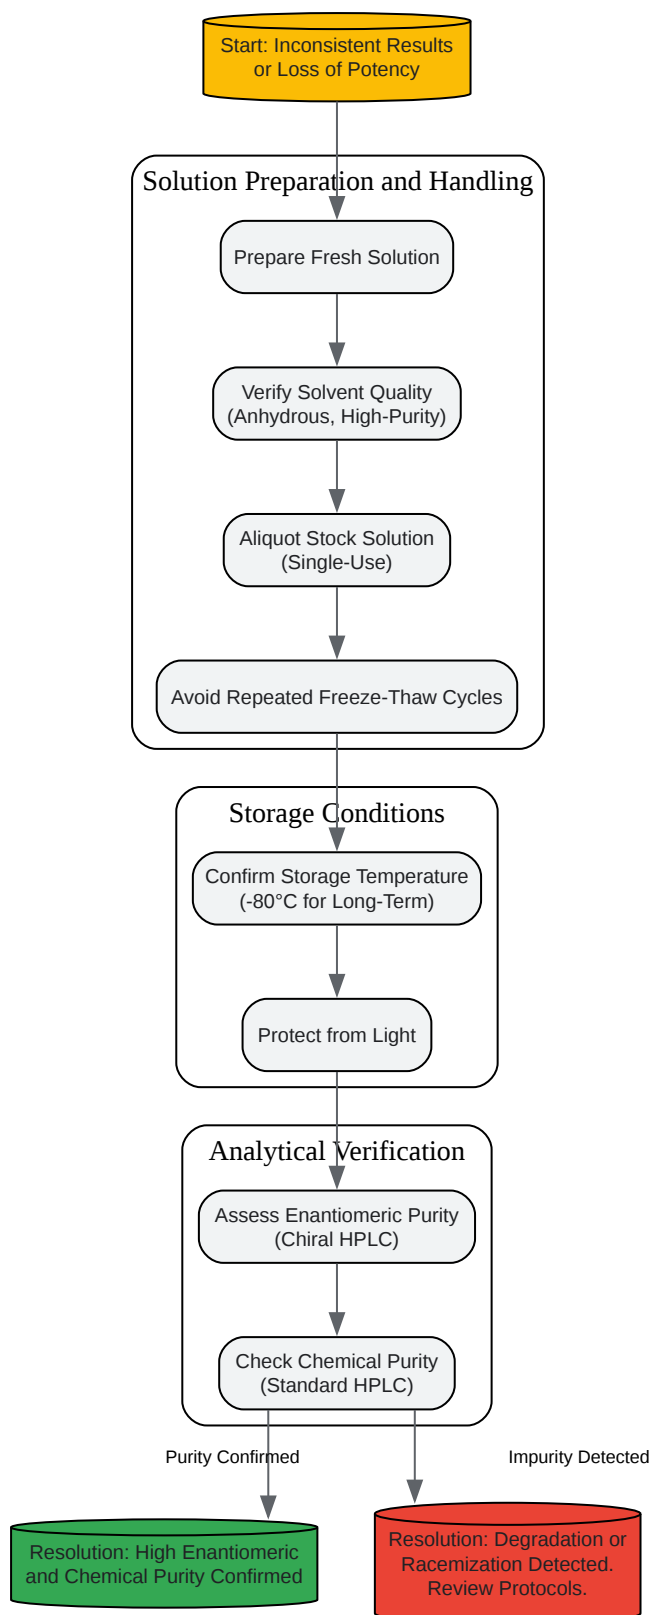 Start: Inconsistent Results
or Loss of Potency
Solution Preparation and Handling
Prepare Fresh Solution
Verify Solvent Quality
(Anhydrous, High-Purity)
Aliquot Stock Solution
(Single-Use)
Avoid Repeated Freeze-Thaw Cycles
Storage Conditions
Confirm Storage Temperature
(-80°C for Long-Term)
Protect from Light
Analytical Verification
Assess Enantiomeric Purity
(Chiral HPLC)
Check Chemical Purity
(Standard HPLC)
Purity Confirmed
Impurity Detected
Resolution: High Enantiomeric
and Chemical Purity Confirmed
Resolution: Degradation or
Racemization Detected.
Review Protocols.